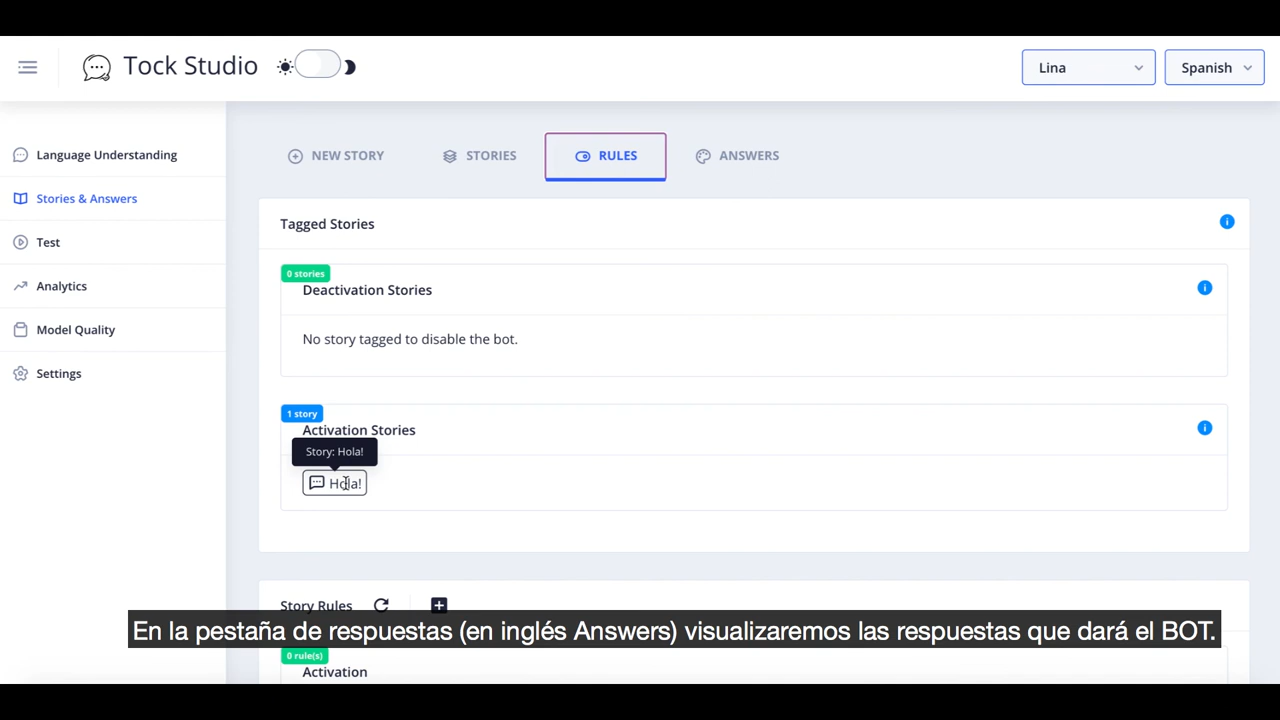 Tock Studio
Lina
Spanish
Language Understanding
Stories & Answers
Test
Analytics
Model Quality
Settings
NEW STORY
STORIES
RULES
ANSWERS
Tagged Stories
0 stories
Deactivation Stories
No story tagged to disable the bot.
1 story
Activation Stories
Story: Hola!
Hola!
Story Rules
En la pestaña de respuestas (en inglés Answers) visualizaremos las respuestas que dará el BOT.
0 rule(s)
Activation